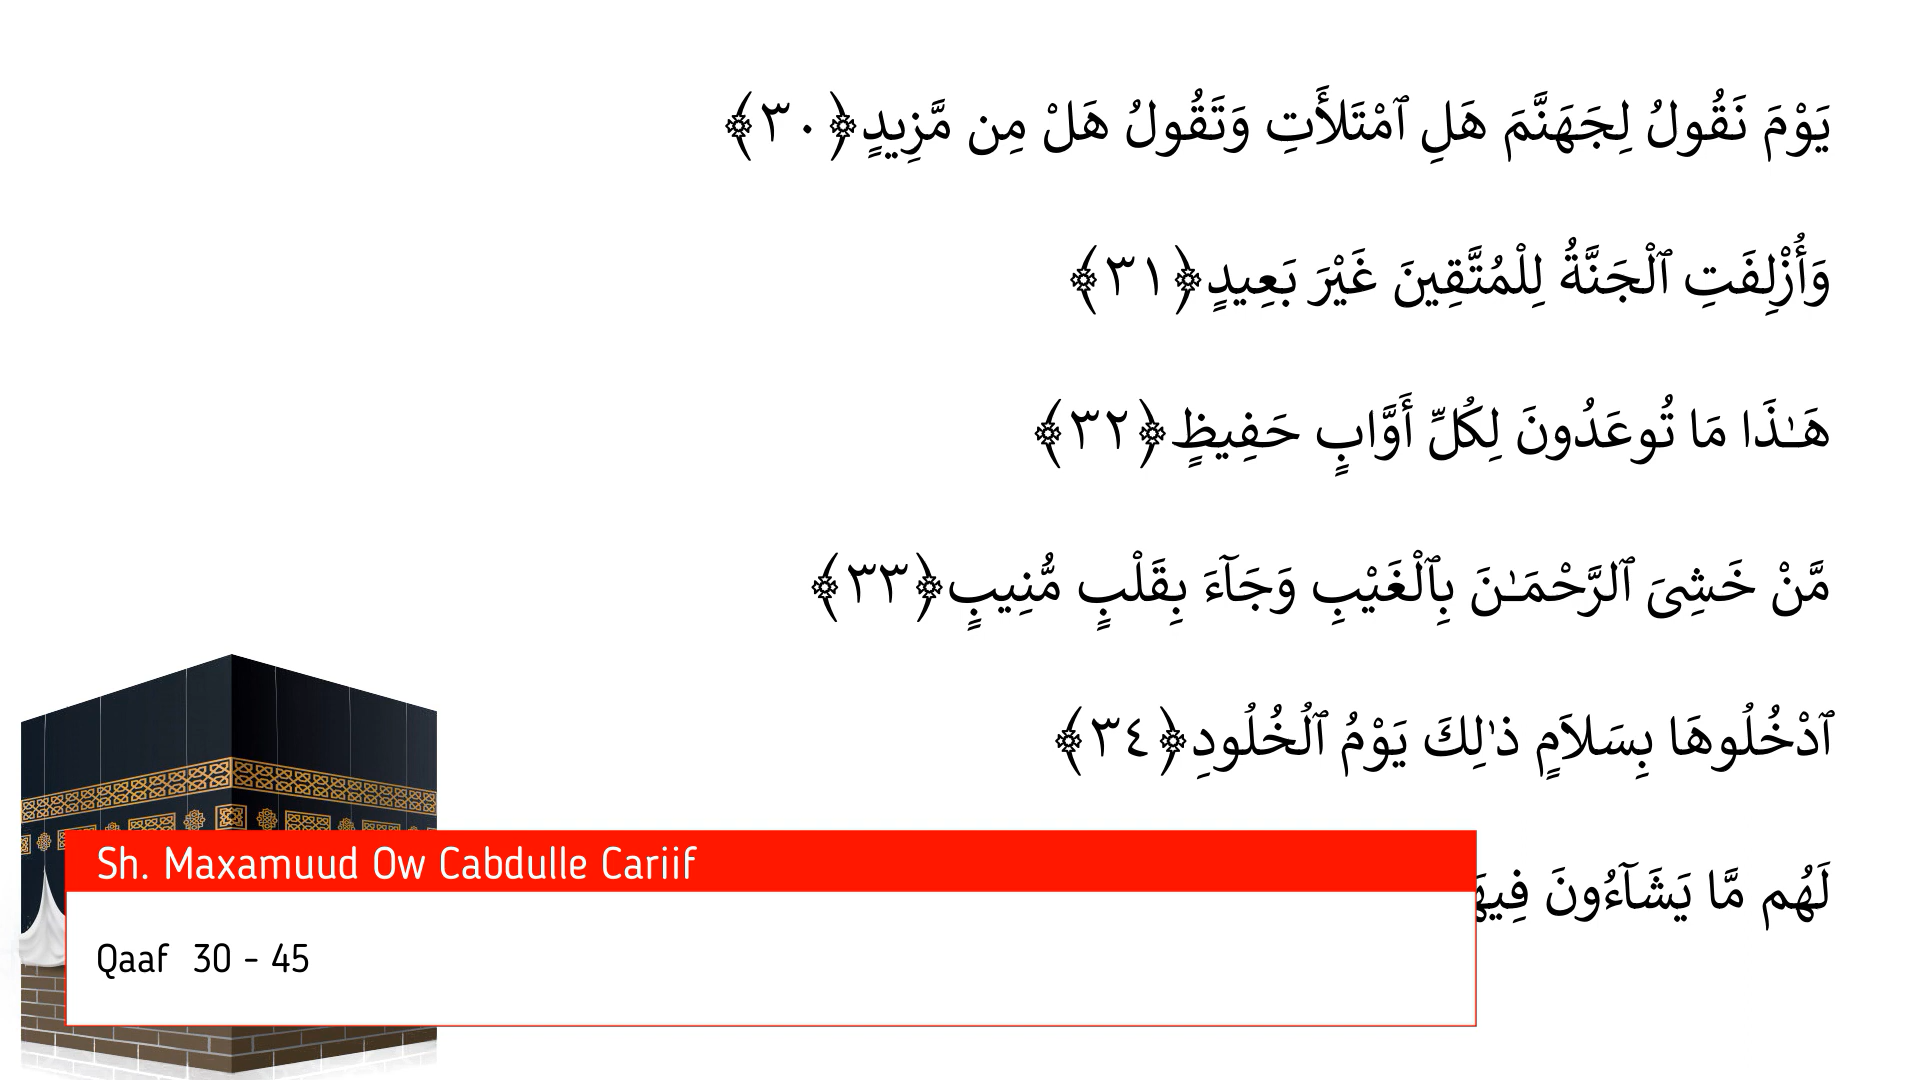 يَوْمَ نَقُولُ لِجَهَنَّمَ هَلِ ٱمْتَلَأَتِ وَتَقُولُ هَلْ مِن مَّزِيدٍ ﴿٣٠﴾
وَأُزْلِفَتِ ٱلْجَنَّةُ لِلْمُتَّقِينَ غَيْرَ بَعِيدٍ ﴿٣١﴾
هَـٰذَا مَا تُوعَدُونَ لِكُلِّ أَوَّابٍ حَفِيظٍ ﴿٣٢﴾
مَّنْ خَشِىَ ٱلرَّحْمَـٰنَ بِٱلْغَيْبِ وَجَآءَ بِقَلْبٍ مُّنِيبٍ ﴿٣٣﴾
ٱدْخُلُوهَا بِسَلاَمٍ ذٰلِكَ يَوْمُ ٱلُخُلُودِ ﴿٣٤﴾
لَهُم مَّا يَشَآءُونَ
Sh. Maxamuud Ow Cabdulle Cariif
Qaaf 30 - 45